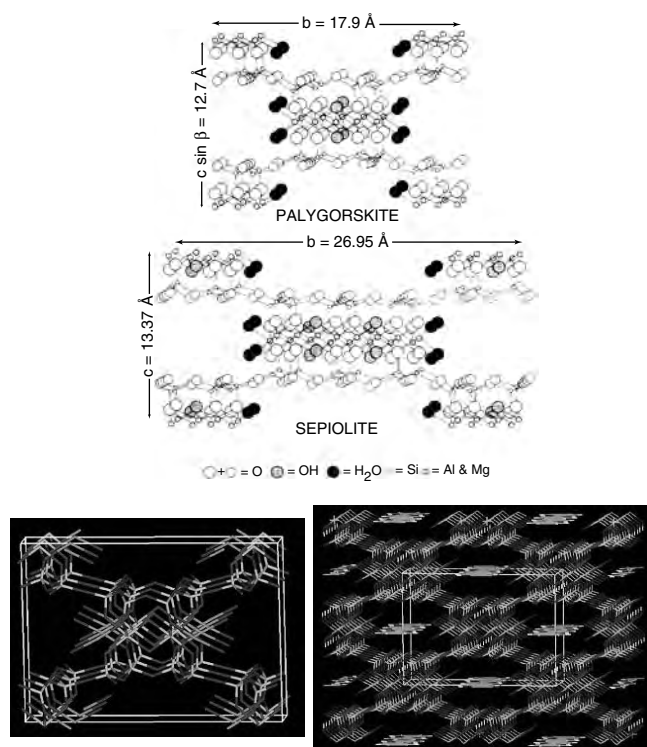 b = 17.9 Å
c sin β = 12.7 Å
PALYGORSKITE
b = 26.95 Å
c = 13.37 Å
SEPIOLITE
+ = O = OH = H₂O = Si = Al & Mg